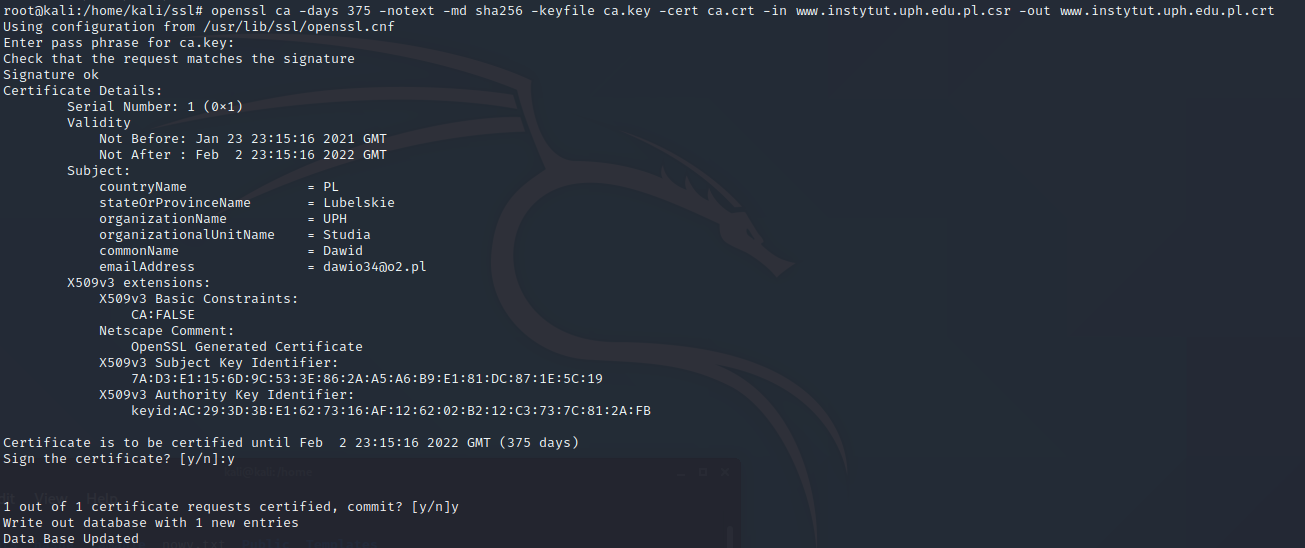 root@kali:/home/kali/ssl# openssl ca -days 375 -notext -md sha256 -keyfile ca.key -cert ca.crt -in www.instytut.uph.edu.pl.csr -out www.instytut.uph.edu.pl.crt
Using configuration from /usr/lib/ssl/openssl.cnf
Enter pass phrase for ca.key:
Check that the request matches the signature
Signature ok
Certificate Details:
        Serial Number: 1 (0×1)
        Validity
            Not Before: Jan 23 23:15:16 2021 GMT
            Not After : Feb  2 23:15:16 2022 GMT
        Subject:
            countryName               = PL
            stateOrProvinceName       = Lubelskie
            organizationName          = UPH
            organizationalUnitName    = Studia
            commonName                = Dawid
            emailAddress              = dawio34@o2.pl
        X509v3 extensions:
            X509v3 Basic Constraints:
                CA:FALSE
            Netscape Comment:
                OpenSSL Generated Certificate
            X509v3 Subject Key Identifier:
                7A:D3:E1:15:6D:9C:53:3E:86:2A:A5:A6:B9:E1:81:DC:87:1E:5C:19
            X509v3 Authority Key Identifier:
                keyid:AC:29:3D:3B:E1:62:73:16:AF:12:62:02:B2:12:C3:73:7C:81:2A:FB
Certificate is to be certified until Feb  2 23:15:16 2022 GMT (375 days)
Sign the certificate? [y/n]:y
View Help
1 out of 1 certificate requests certified, commit? [y/n]y
Write out database with 1 new entries
Data Base Updated